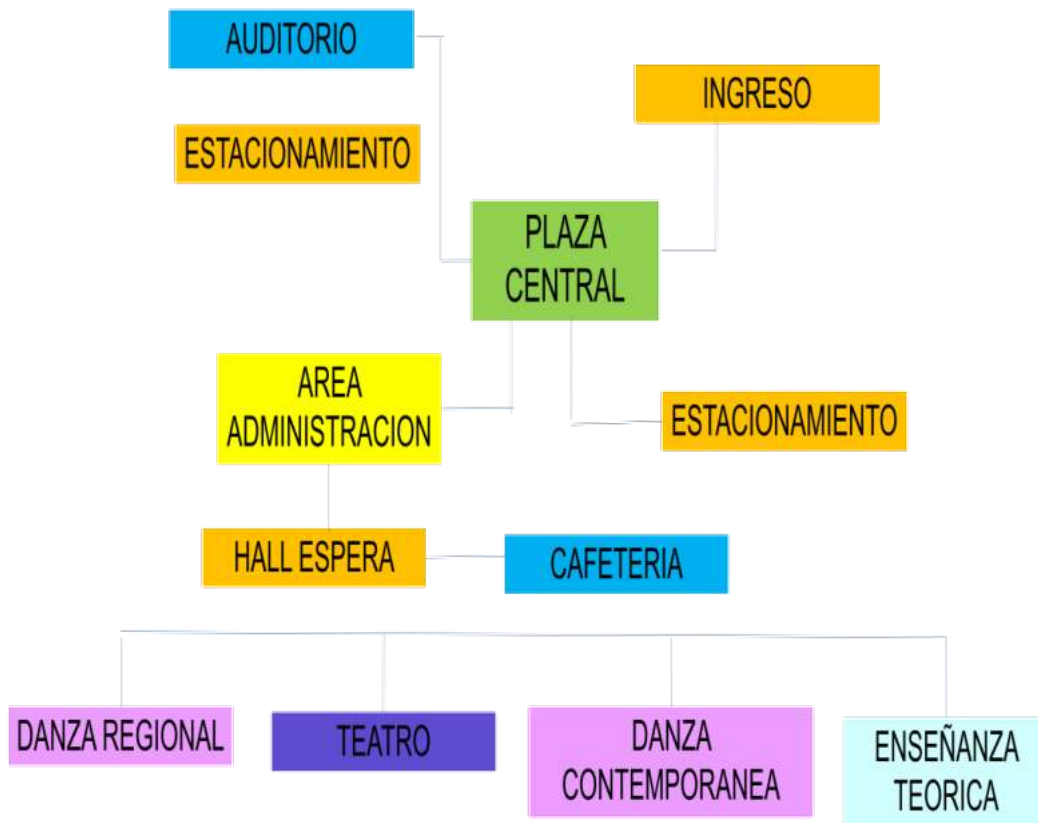 AUDITORIO
INGRESO
ESTACIONAMIENTO
PLAZA
CENTRAL
AREA
ADMINISTRACION
ESTACIONAMIENTO
HALL ESPERA
CAFETERIA
DANZA REGIONAL
TEATRO
DANZA
CONTEMPORANEA
ENSEÑANZA
TEORICA